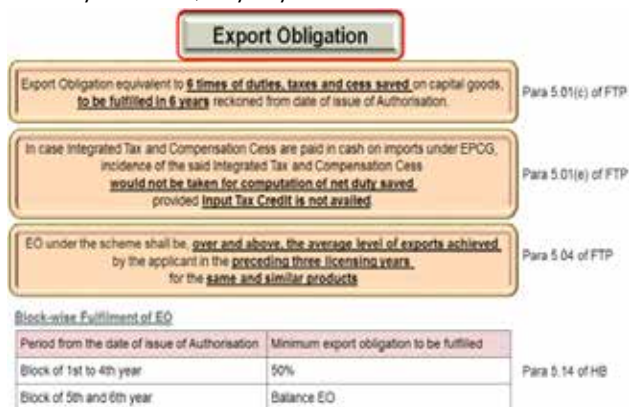 Export Obligation
Export Obligation equivalent to 6 times of duties, taxes and cess saved on capital goods,
to be fulfilled in 6 years reckoned from date of issue of Authorisation.
Para 5.01(c) of FTP
In case Integrated Tax and Compensation Cess are paid in cash on imports under EPCG,
incidence of the said Integrated Tax and Compensation Cess
would not be taken for computation of net duty saved
provided Input Tax Credit is not availed
Para 5.01(e) of FTP
EO under the scheme shall be, over and above, the average level of exports achieved
by the applicant in the preceding three licensing years
for the same and similar products
Para 5.04 of FTP
Block-wise Fulfilment of EO
Period from the date of issue of Authorisation Minimum export obligation to be fulfilled
Block of 1st to 4th year 50%
Para 5.14 of HB
Block of 5th and 6th year Balance EO